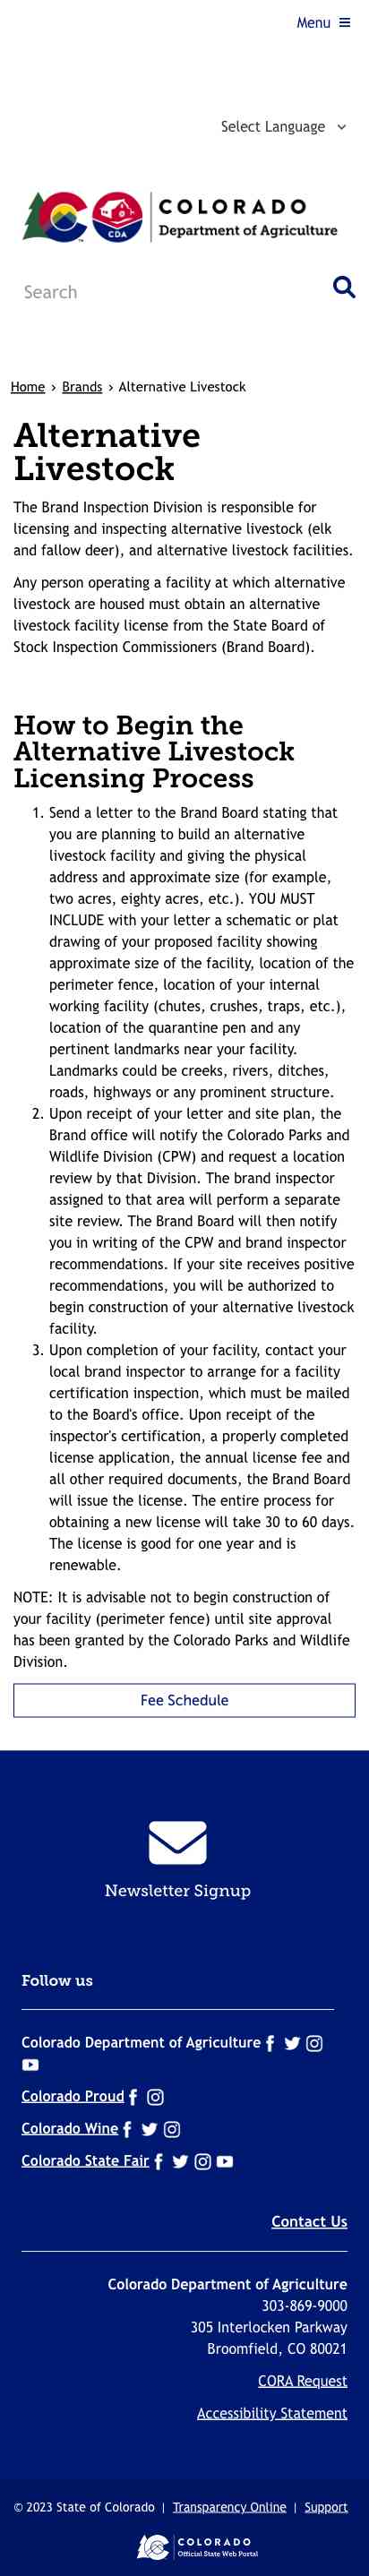 Menu
Select Language
CDA
COLORADO
Department of Agriculture
TM
Search
Home › Brands › Alternative Livestock
Alternative
Livestock
The Brand Inspection Division is responsible for
licensing and inspecting alternative livestock (elk
and fallow deer), and alternative livestock facilities.
Any person operating a facility at which alternative
livestock are housed must obtain an alternative
livestock facility license from the State Board of
Stock Inspection Commissioners (Brand Board).
How to Begin the
Alternative Livestock
Licensing Process
1. Send a letter to the Brand Board stating that
you are planning to build an alternative
livestock facility and giving the physical
address and approximate size (for example,
two acres, eighty acres, etc.). YOU MUST
INCLUDE with your letter a schematic or plat
drawing of your proposed facility showing
approximate size of the facility, location of the
perimeter fence, location of your internal
working facility (chutes, crushes, traps, etc.),
location of the quarantine pen and any
pertinent landmarks near your facility.
Landmarks could be creeks, rivers, ditches,
roads, highways or any prominent structure.
2. Upon receipt of your letter and site plan, the
Brand office will notify the Colorado Parks and
Wildlife Division (CPW) and request a location
review by that Division. The brand inspector
assigned to that area will perform a separate
site review. The Brand Board will then notify
you in writing of the CPW and brand inspector
recommendations. If your site receives positive
recommendations, you will be authorized to
begin construction of your alternative livestock
facility.
3. Upon completion of your facility, contact your
local brand inspector to arrange for a facility
certification inspection, which must be mailed
to the Board's office. Upon receipt of the
inspector's certification, a properly completed
license application, the annual license fee and
all other required documents, the Brand Board
will issue the license. The entire process for
obtaining a new license will take 30 to 60 days.
The license is good for one year and is
renewable.
NOTE: It is advisable not to begin construction of
your facility (perimeter fence) until site approval
has been granted by the Colorado Parks and Wildlife
Division.
Fee Schedule
Newsletter Signup
Follow us
Colorado Department of Agriculture
Colorado Proud
Colorado Wine
Colorado State Fair
Contact Us
Colorado Department of Agriculture
303-869-9000
305 Interlocken Parkway
Broomfield, CO 80021
CORA Request
Accessibility Statement
© 2023 State of Colorado | Transparency Online | Support
COLORADO
Official State Web Portal